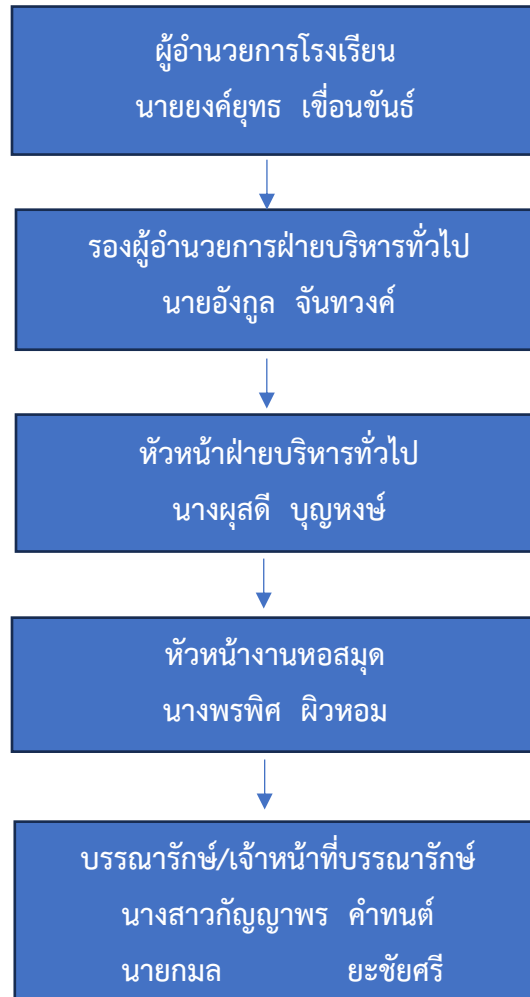 ผู้อำนวยการโรงเรียน
นายยงค์ยุทธ เขื่อนขันธ์
รองผู้อำนวยการฝ่ายบริหารทั่วไป
นายอังกูล จันทวงค์
หัวหน้าฝ่ายบริหารทั่วไป
นางผุสดี บุญหงษ์
หัวหน้างานหอสมุด
นางพรพิศ ผิวหอม
บรรณารักษ์/เจ้าหน้าที่บรรณารักษ์
นางสาวกัญญาพร คำทนต์
นายกมล ยะชัยศรี